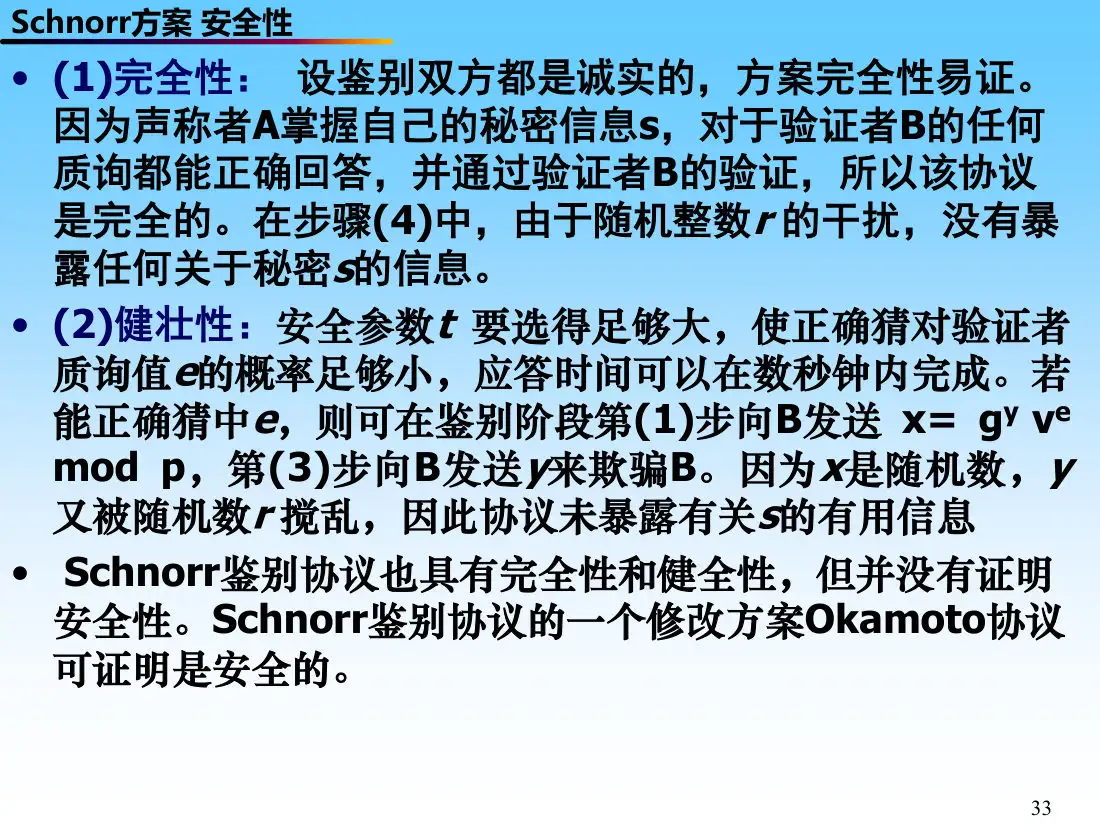 Schnorr方案 安全性
• (1)完全性： 设鉴别双方都是诚实的，方案完全性易证。
因为声称者A掌握自己的秘密信息s，对于验证者B的任何
质询都能正确回答，并通过验证者B的验证，所以该协议
是完全的。在步骤(4)中，由于随机整数r 的干扰，没有暴
露任何关于秘密s的信息。
• (2)健壮性：安全参数t 要选得足够大，使正确猜对验证者
质询值e的概率足够小，应答时间可以在数秒钟内完成。若
能正确猜中e，则可在鉴别阶段第(1)步向B发送 x= gʸ vᵉ
mod p，第(3)步向B发送y来欺骗B。因为x是随机数，y
又被随机数r 搅乱，因此协议未暴露有关s的有用信息
• Schnorr鉴别协议也具有完全性和健全性，但并没有证明
安全性。Schnorr鉴别协议的一个修改方案Okamoto协议
可证明是安全的。
33